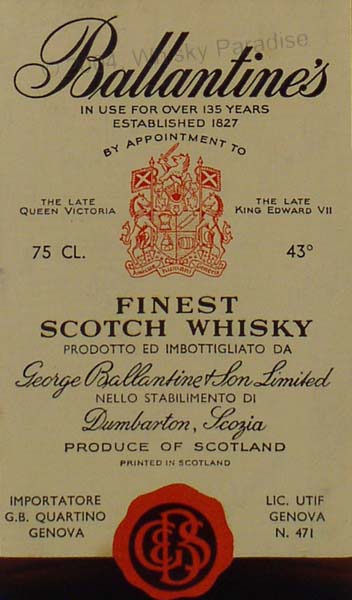 Whisky Paradise
Ballantine's
IN USE FOR OVER 135 YEARS
ESTABLISHED 1827
BY APPOINTMENT TO
THE LATE
QUEEN VICTORIA
THE LATE
KING EDWARD VII
75 CL.
43°
FINEST
SCOTCH WHISKY
PRODOTTO ED IMBOTTIGLIATO DA
George Ballantine & Son Limited
NELLO STABILIMENTO DI
Dumbarton, Scozia
PRODUCE OF SCOTLAND
PRINTED IN SCOTLAND
IMPORTATORE
G.B. QUARTINO
GENOVA
LIC. UTIF
GENOVA
N. 471